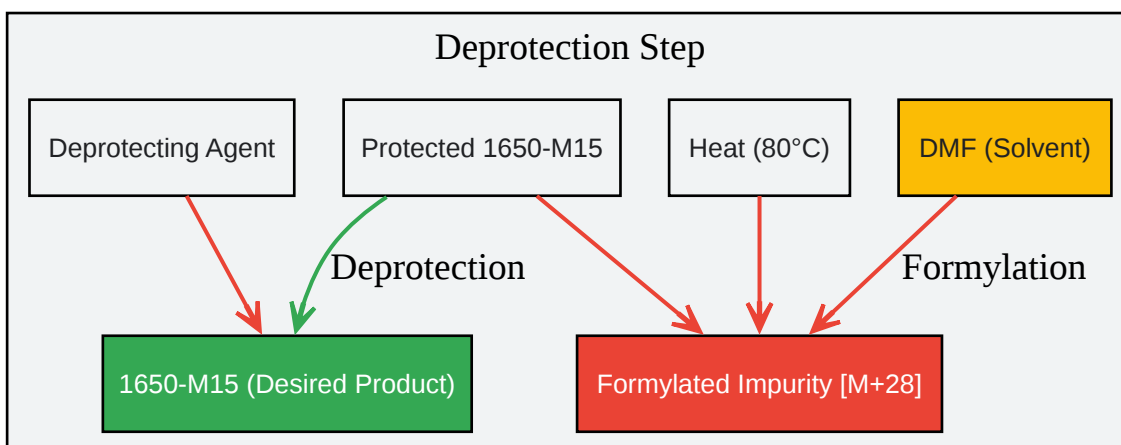 Deprotection Step
Deprotecting Agent
Protected 1650-M15
Heat (80°C)
DMF (Solvent)
Deprotection
Formylation
1650-M15 (Desired Product)
Formylated Impurity [M+28]